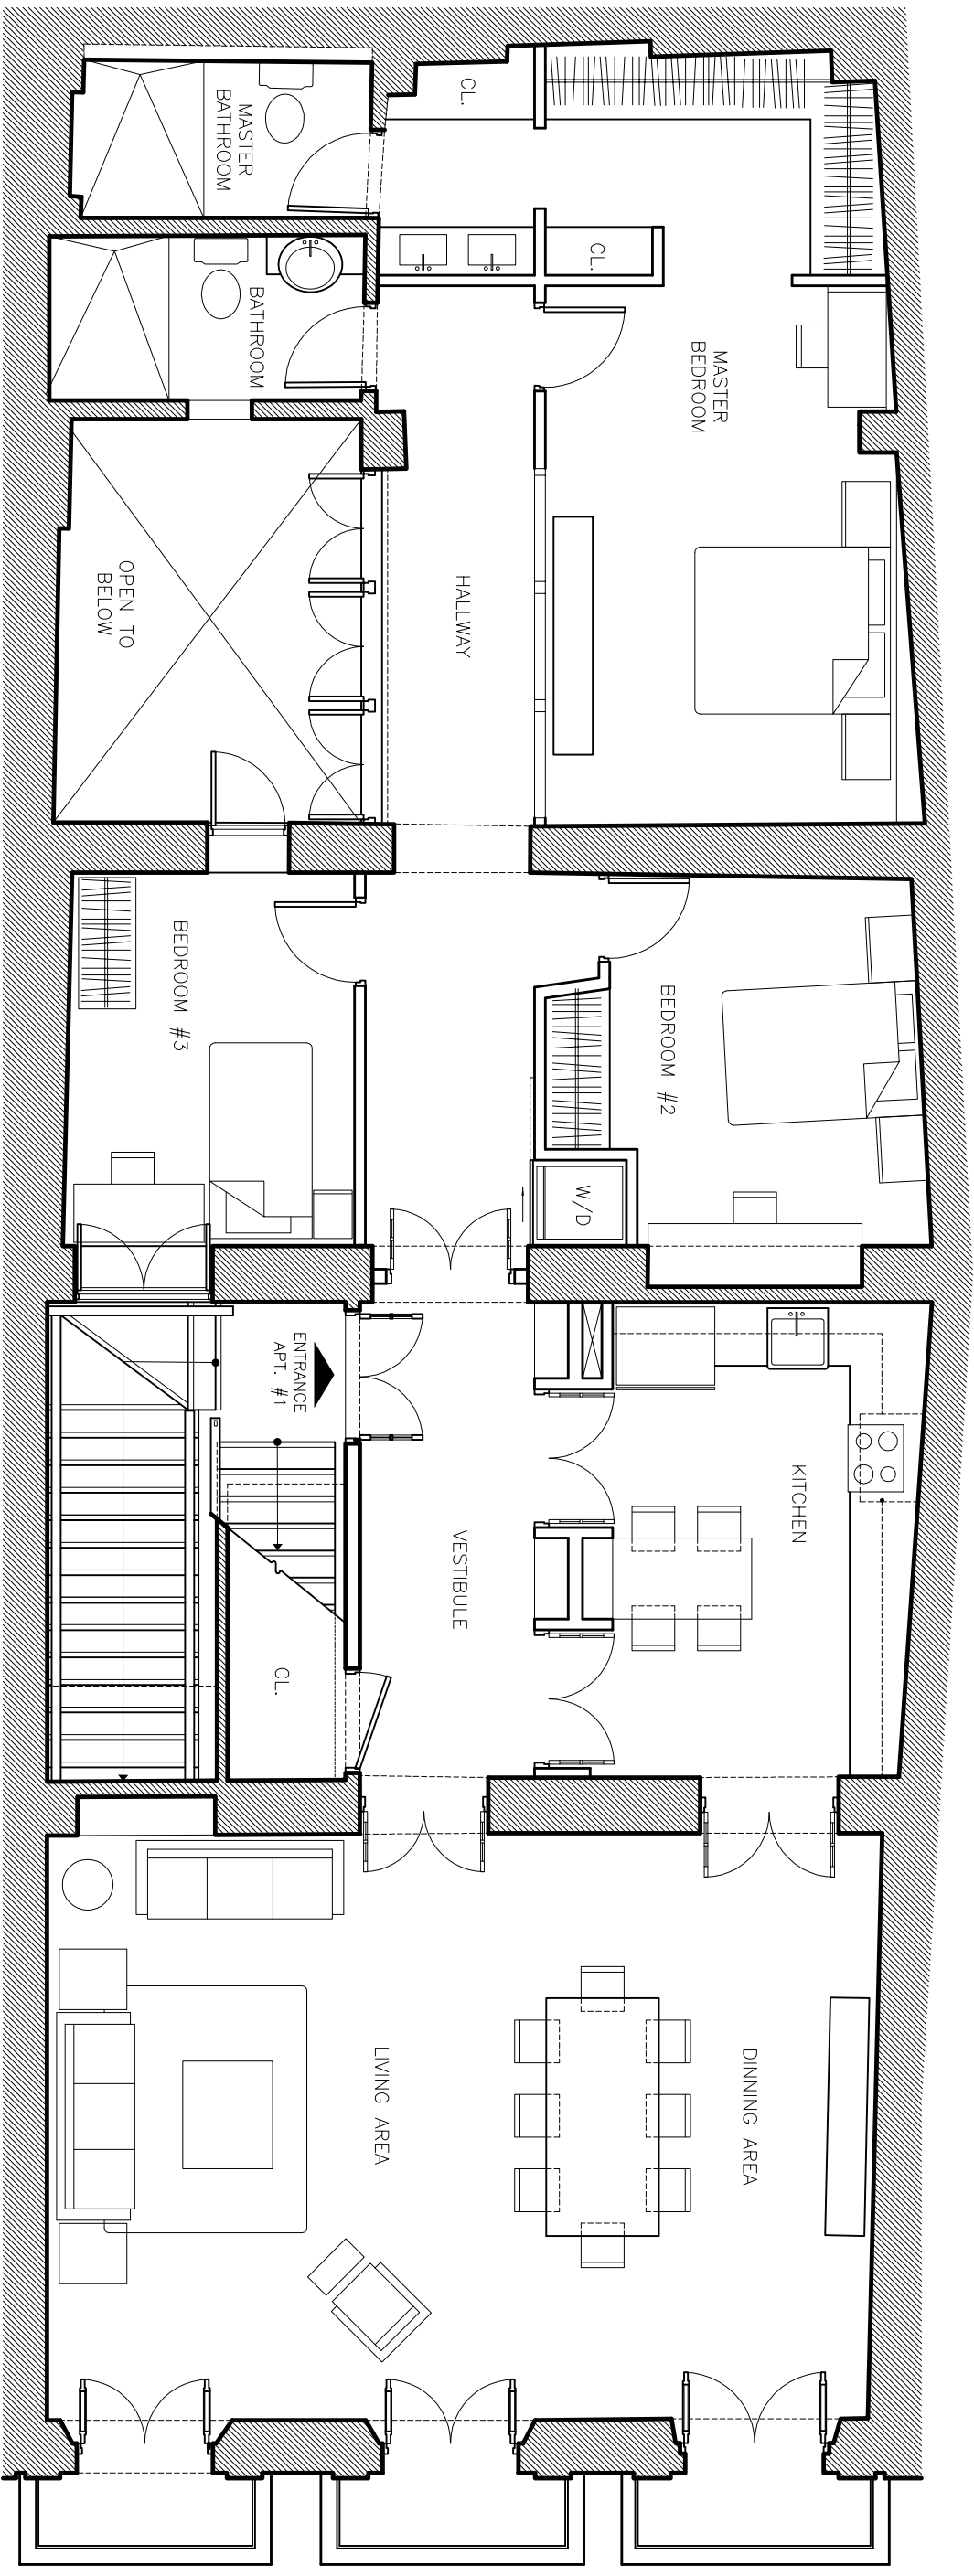 CL.
MASTER
BATHROOM
CL.
BATHROOM
MASTER
BEDROOM
OPEN TO
BELOW
HALLWAY
BEDROOM #3
BEDROOM #2
W/D
ENTRANCE
APT. #1
KITCHEN
VESTIBULE
CL.
LIVING AREA
DINNING AREA